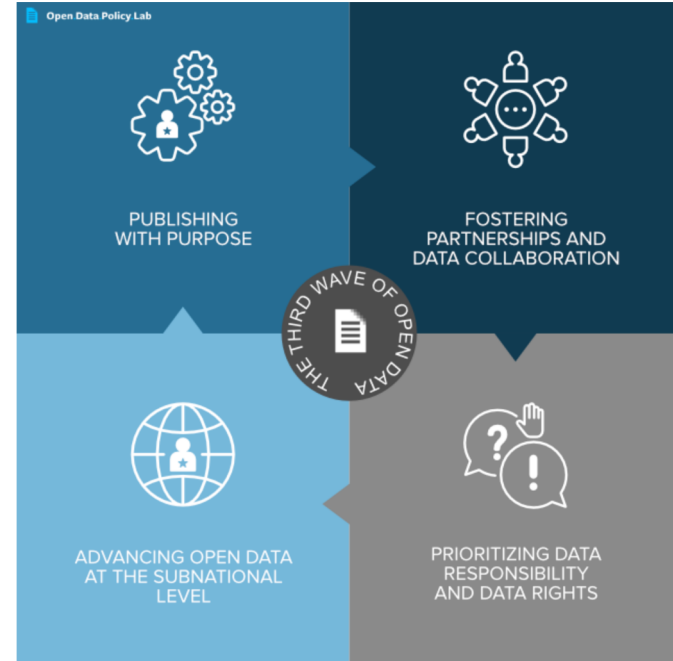 Open Data Policy Lab
PUBLISHING
WITH PURPOSE
FOSTERING
PARTNERSHIPS AND
DATA COLLABORATION
THE THIRD WAVE OF OPEN DATA
ADVANCING OPEN DATA
AT THE SUBNATIONAL
LEVEL
PRIORITIZING DATA
RESPONSIBILITY
AND DATA RIGHTS